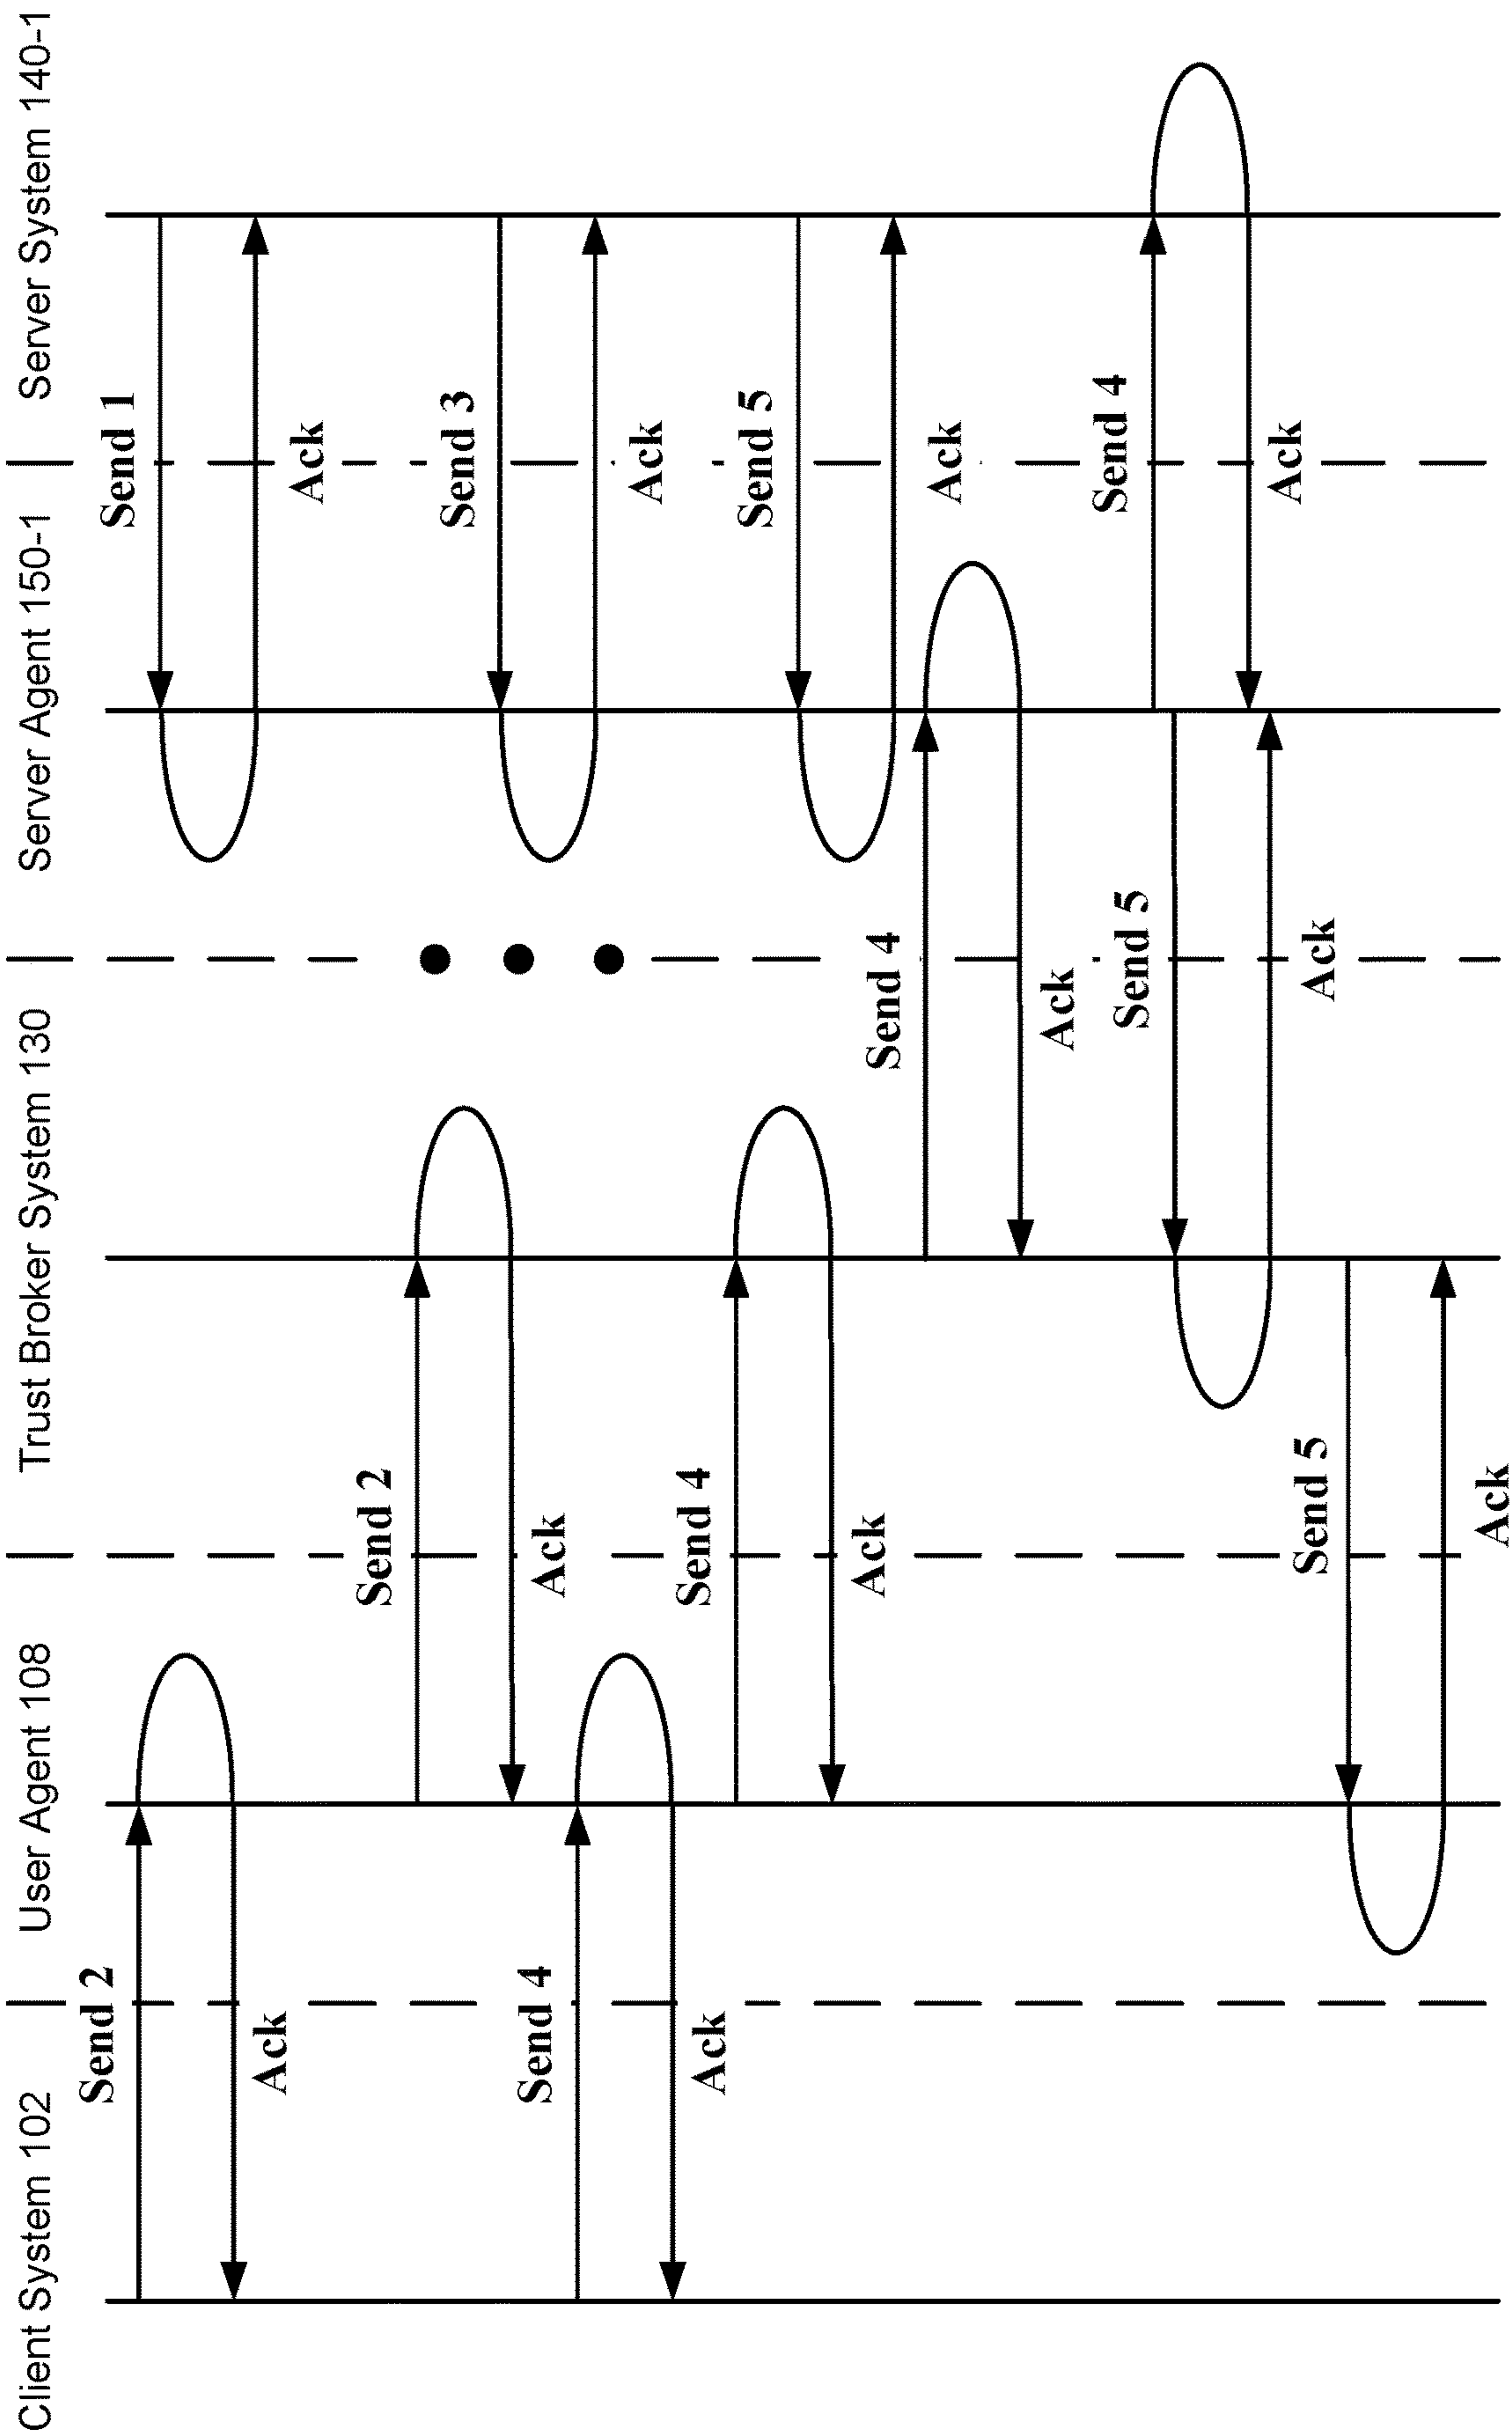 Client System 102
User Agent 108
Trust Broker System 130
Server Agent 150-1
Server System 140-1
Send 2
Send 1
Ack
Ack
Send 2
Send 3
Send 4
Ack
Ack
Send 4
Ack
Send 5
Ack
Send 4
Ack
Ack
Send 4
Send 5
Ack
Send 5
Ack
Ack